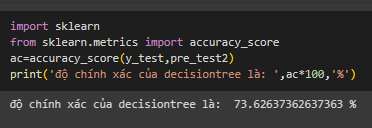 import sklearn
from sklearn.metrics import accuracy_score
ac=accuracy_score(y_test,pre_test2)
print('độ chính xác của decisiontree là: ',ac*100,'%')
độ chính xác của decisiontree là:  73.62637362637363 %